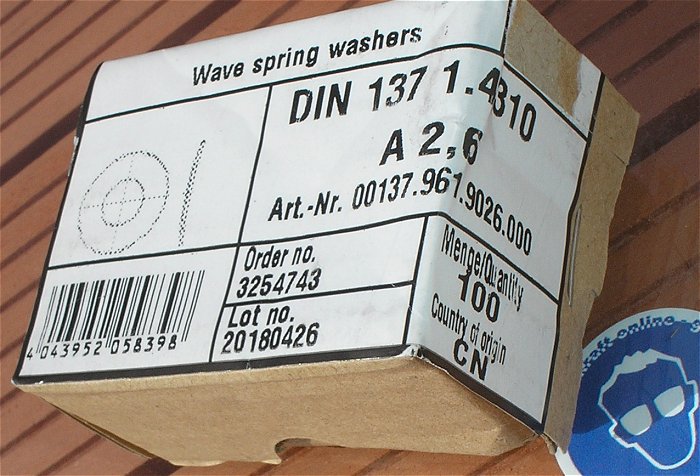 Wave spring washers
DIN 137 1.4310
A 2,6
Art.-Nr. 00137.961.9026.000
Order no.
3254743
Lot no.
20180426
Menge/Quantity
100
Country of origin
CN
4 043952 058398